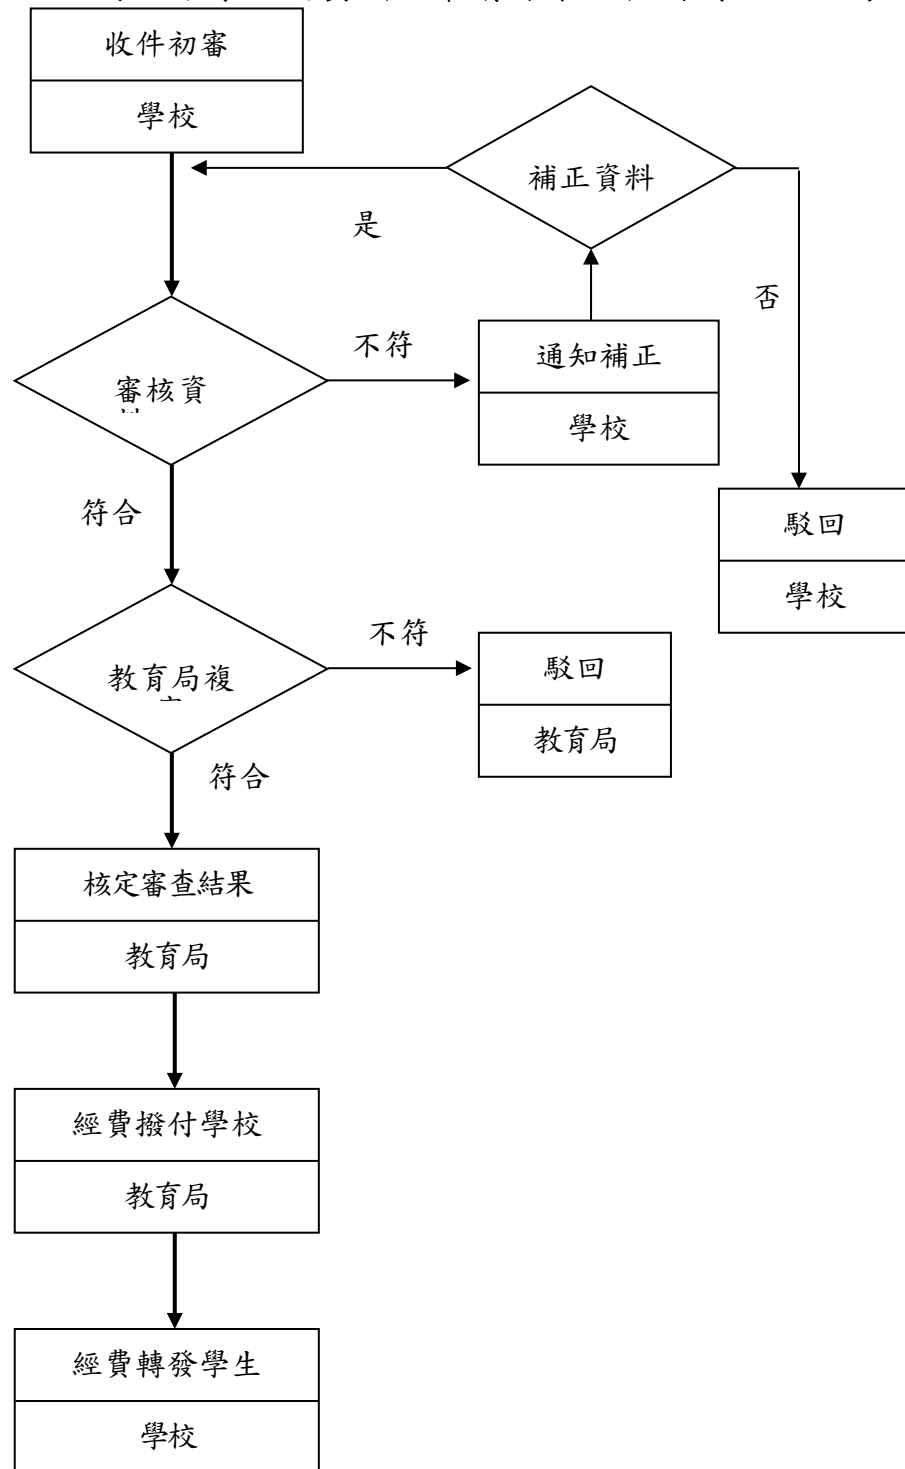 收件初審
學校
補正資料
是
否
不符
通知補正
學校
審核資
符合
駁回
學校
不符
駁回
教育局
教育局複
符合
核定審查結果
教育局
經費撥付學校
教育局
經費轉發學生
學校